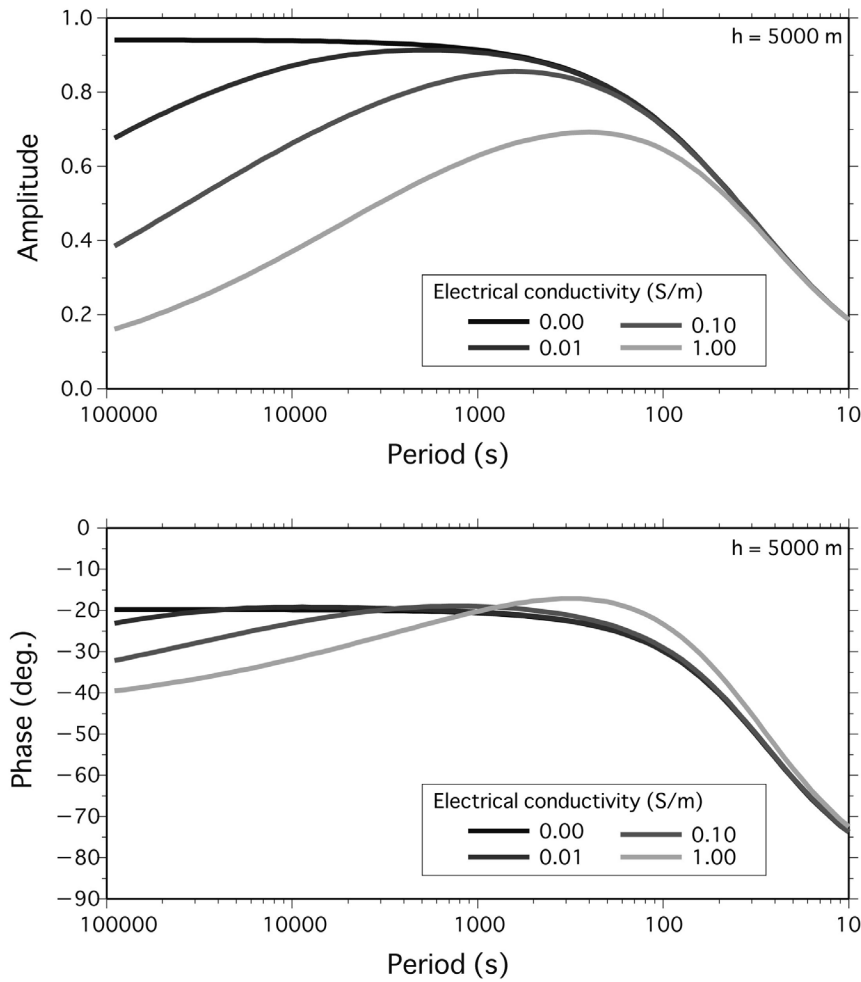 h = 5000 m
1.0
0.8
0.6
0.4
0.2
0.0
Amplitude
Electrical conductivity (S/m)
0.00 0.10
0.01 1.00
100000 10000 1000 100 10
Period (s)
h = 5000 m
0
−10
−20
−30
−40
−50
−60
−70
−80
−90
Phase (deg.)
Electrical conductivity (S/m)
0.00 0.10
0.01 1.00
100000 10000 1000 100 10
Period (s)